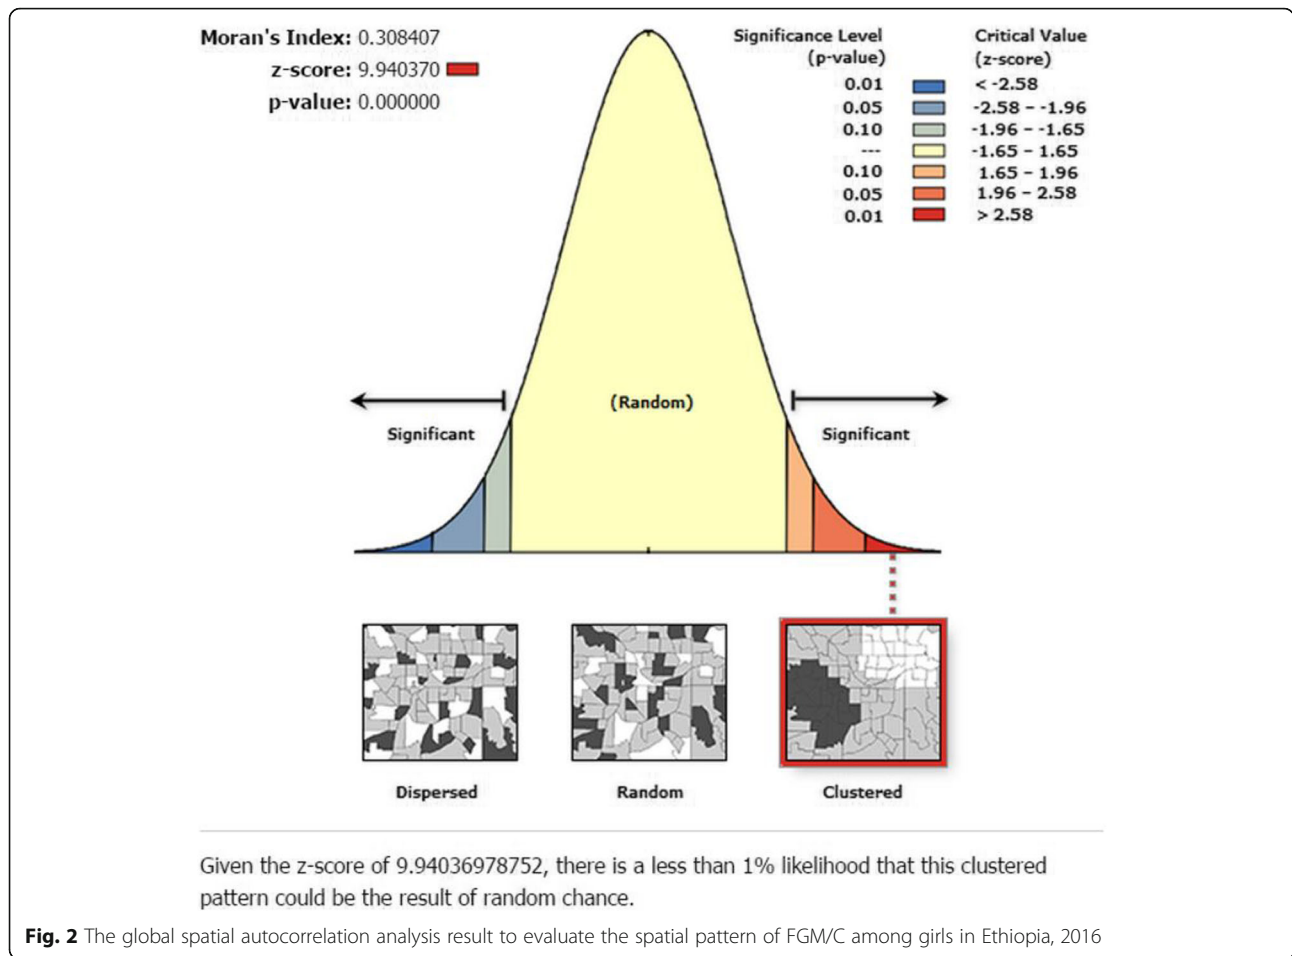 Moran's Index: 0.308407
z-score: 9.940370
p-value: 0.000000
Significance Level
(p-value)
Critical Value
(z-score)
0.01 < -2.58
0.05 -2.58 – -1.96
0.10 -1.96 – -1.65
--- -1.65 – 1.65
0.10 1.65 – 1.96
0.05 1.96 – 2.58
0.01 > 2.58
(Random)
Significant
Significant
Dispersed
Random
Clustered
Given the z-score of 9.94036978752, there is a less than 1% likelihood that this clustered
pattern could be the result of random chance.
Fig. 2 The global spatial autocorrelation analysis result to evaluate the spatial pattern of FGM/C among girls in Ethiopia, 2016